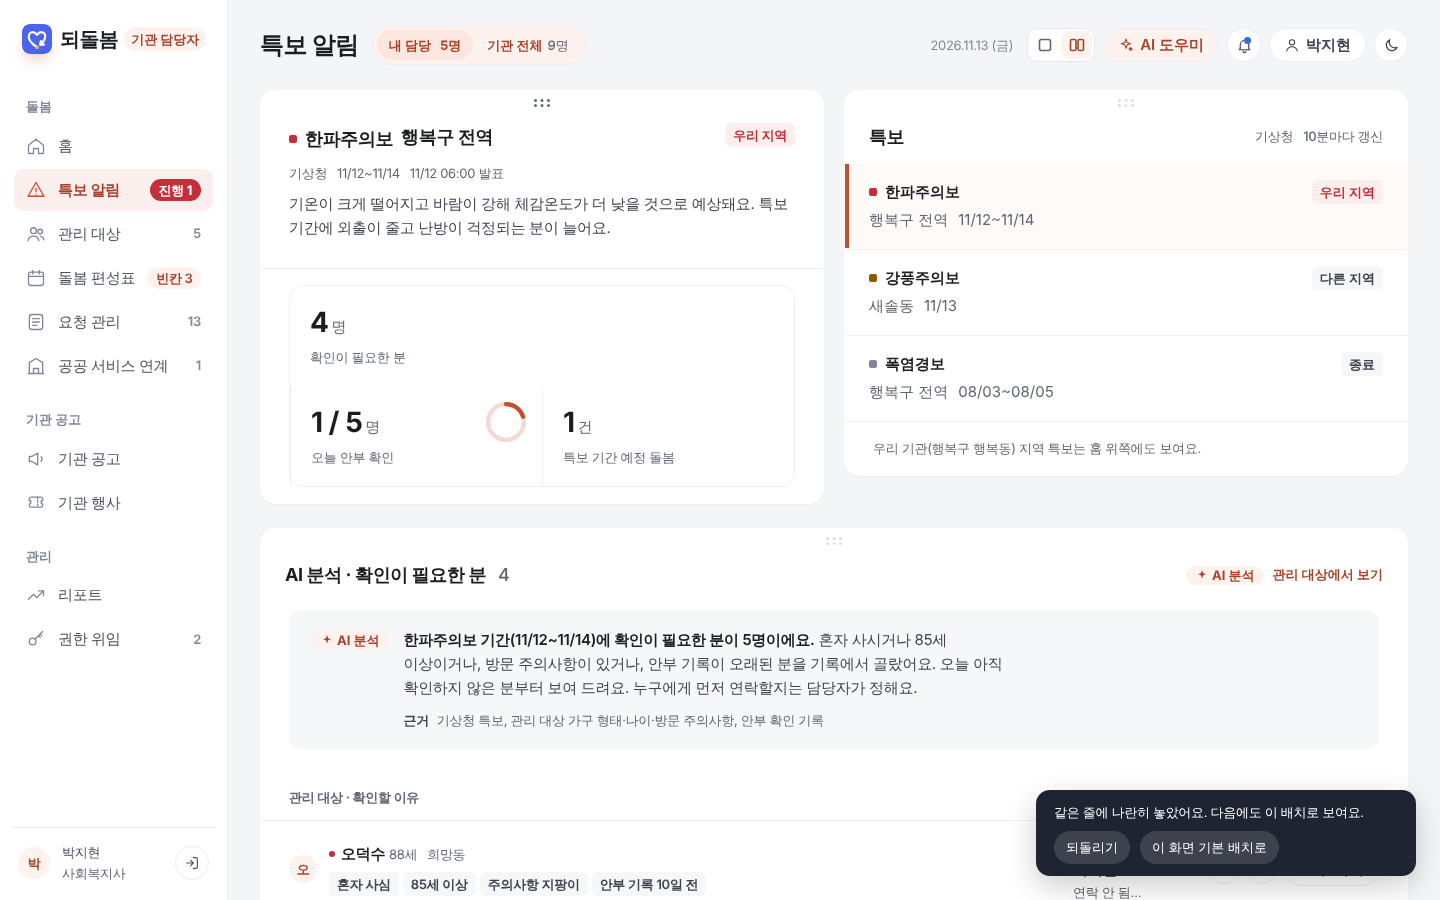 되돌봄 기관 담당자
돌봄
홈
특보 알림 진행 1
관리 대상 5
돌봄 편성표 빈칸 3
요청 관리 13
공공 서비스 연계 1
기관 공고
기관 공고
기관 행사
관리
리포트
권한 위임 2
박 박지현
사회복지사
특보 알림 내 담당 5명 기관 전체 9명
2026.11.13 (금) AI 도우미 박지현
한파주의보 행복구 전역 우리 지역
기상청 11/12~11/14 11/12 06:00 발표
기온이 크게 떨어지고 바람이 강해 체감온도가 더 낮을 것으로 예상돼요. 특보
기간에 외출이 줄고 난방이 걱정되는 분이 늘어요.
4명
확인이 필요한 분
1 / 5명
오늘 안부 확인
1건
특보 기간 예정 돌봄
특보 기상청 10분마다 갱신
한파주의보 우리 지역
행복구 전역 11/12~11/14
강풍주의보 다른 지역
새솔동 11/13
폭염경보 종료
행복구 전역 08/03~08/05
우리 기관(행복구 행복동) 지역 특보는 홈 위쪽에도 보여요.
AI 분석 · 확인이 필요한 분 4 AI 분석 관리 대상에서 보기
AI 분석 한파주의보 기간(11/12~11/14)에 확인이 필요한 분이 5명이에요. 혼자 사시거나 85세
이상이거나, 방문 주의사항이 있거나, 안부 기록이 오래된 분을 기록에서 골랐어요. 오늘 아직
확인하지 않은 분부터 보여 드려요. 누구에게 먼저 연락할지는 담당자가 정해요.
근거 기상청 특보, 관리 대상 가구 형태·나이·방문 주의사항, 안부 확인 기록
관리 대상 · 확인할 이유
오 오덕수 88세 희망동
혼자 사심 85세 이상 주의사항 지팡이 안부 기록 10일 전
연락 안 됨...
같은 줄에 나란히 놓았어요. 다음에도 이 배치로 보여요.
되돌리기 이 화면 기본 배치로